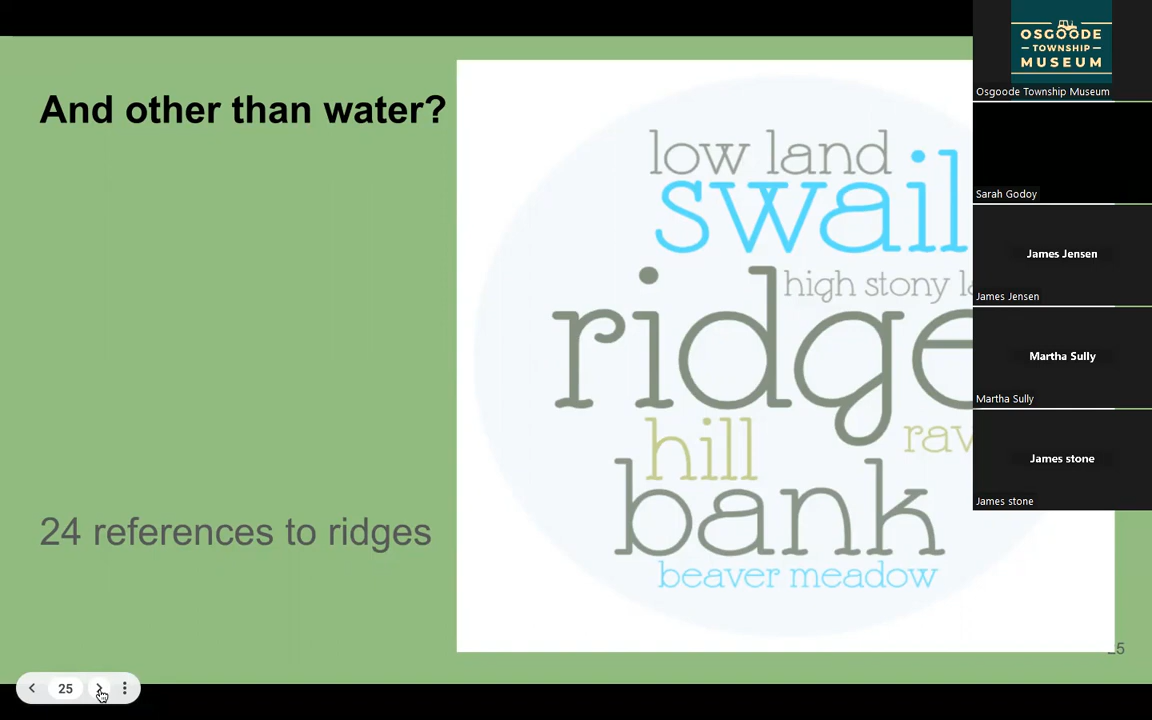 And other than water?
low land
swail
high stony
ridge
hill
bank
beaver meadow
24 references to ridges
25
25
OSGOODE
TOWNSHIP
MUSEUM
Osgoode Township Museum
Sarah Godoy
James Jensen
James Jensen
Martha Sully
Martha Sully
James stone
James stone